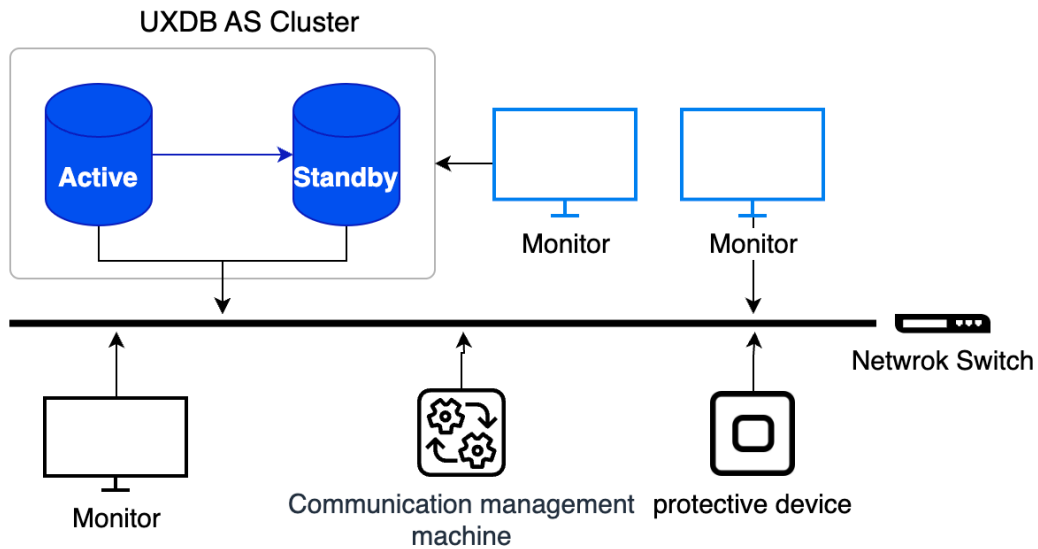 UXDB AS Cluster
Active
Standby
Monitor
Monitor
Netwrok Switch
Monitor
Communication management
machine
protective device